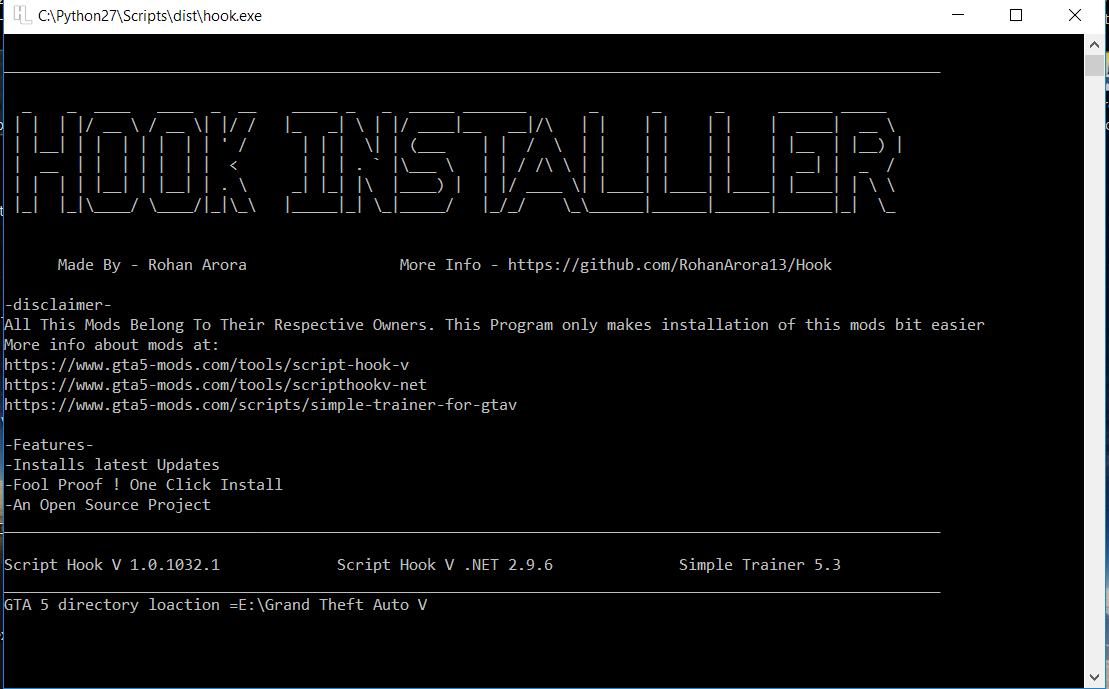 C:\Python27\Scripts\dist\hook.exe
HOOK INSTALLLER
Made By - Rohan Arora More Info - https://github.com/RohanArora13/Hook
-disclaimer-
All This Mods Belong To Their Respective Owners. This Program only makes installation of this mods bit easier
More info about mods at:
https://www.gta5-mods.com/tools/script-hook-v
https://www.gta5-mods.com/tools/scripthookv-net
https://www.gta5-mods.com/scripts/simple-trainer-for-gtav
-Features-
-Installs latest Updates
-Fool Proof ! One Click Install
-An Open Source Project
Script Hook V 1.0.1032.1 Script Hook V .NET 2.9.6 Simple Trainer 5.3
GTA 5 directory loaction =E:\Grand Theft Auto V